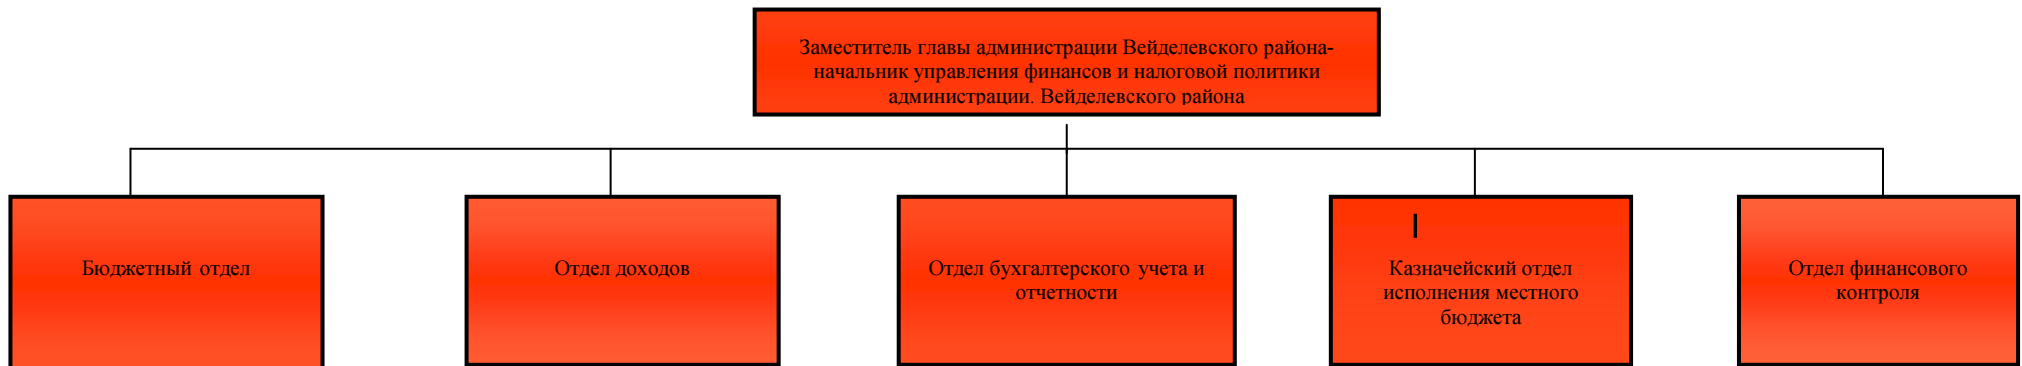 Заместитель главы администрации Вейделевского района-
начальник управления финансов и налоговой политики
администрации. Вейделевского района
Бюджетный отдел
Отдел доходов
Отдел бухгалтерского учета и
отчетности
Казначейский отдел
исполнения местного
бюджета
Отдел финансового
контроля